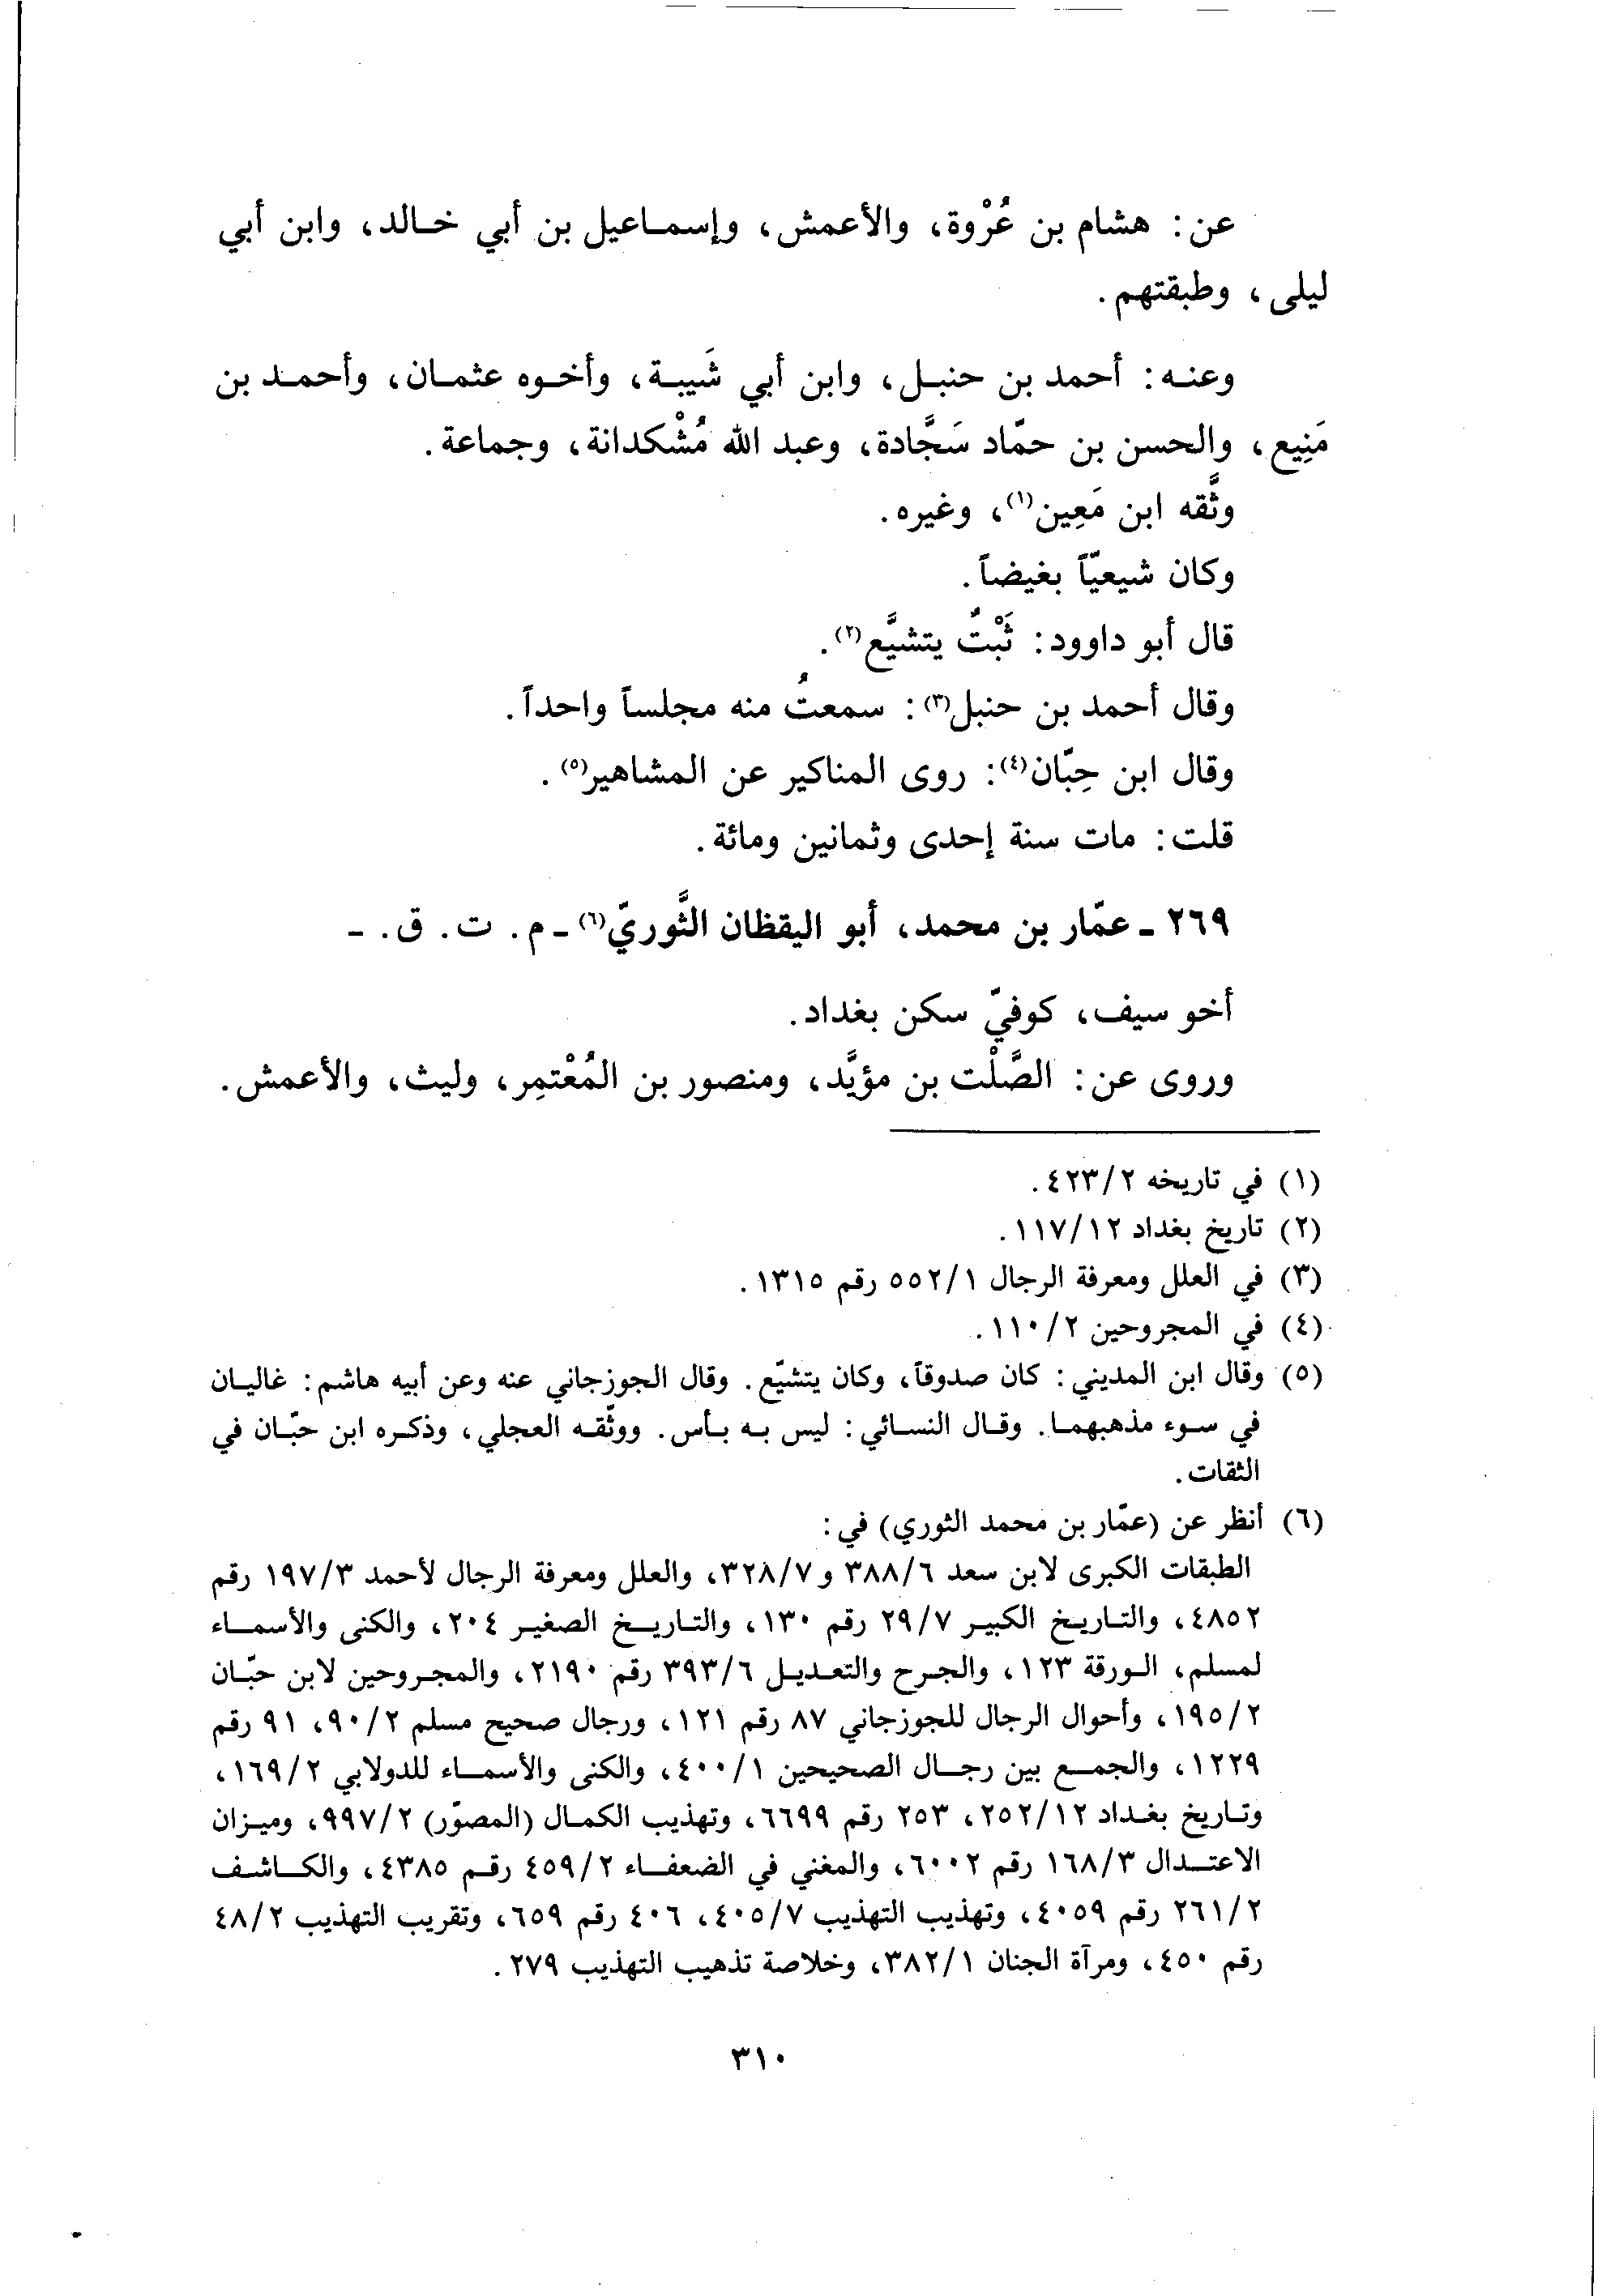 عن: هشام بن عُرْوة، والأعمش، وإسماعيل بن أبي خالد، وابن أبي
ليلى، وطبقتهم.
وعنه: أحمد بن حنبل، وابن أبي شَيبة، وأخوه عثمان، وأحمد بن
مَنِيع، والحسن بن حمّاد سَجَّادة، وعبد الله مُشْكدانة، وجماعة.
وثَّقه ابن مَعِين(١)، وغيره.
وكان شيعيّاً بغيضاً.
قال أبو داوود: ثَبْتٌ يتشيَّع(٢).
وقال أحمد بن حنبل(٣): سمعتُ منه مجلساً واحداً.
وقال ابن حِبّان(٤): روى المناكير عن المشاهير(٥).
قلت: مات سنة إحدى وثمانين ومائة.
٢٦٩ - عمّار بن محمد، أبو اليقظان الثَّوريّ(٦) - م. ت. ق. -
أخو سيف، كوفيّ سكن بغداد.
وروى عن: الصَّلْت بن مؤيَّد، ومنصور بن المُعْتمِر، وليث، والأعمش.
(١) في تاريخه ٤٢٣/٢.
(٢) تاريخ بغداد ١١٧/١٢.
(٣) في العلل ومعرفة الرجال ٥٥٢/١ رقم ١٣١٥.
(٤) في المجروحين ١١٠/٢.
(٥) وقال ابن المديني: كان صدوقاً، وكان يتشيّع. وقال الجوزجاني عنه وعن أبيه هاشم: غاليان
في سوء مذهبهما. وقال النسائي: ليس به بأس. ووثّقه العجلي، وذكره ابن حبّان في
الثقات.
(٦) أنظر عن (عمّار بن محمد الثوري) في:
الطبقات الكبرى لابن سعد ٣٨٨/٦ و ٣٢٨/٧، والعلل ومعرفة الرجال لأحمد ١٩٧/٣ رقم
٤٨٥٢، والتاريخ الكبير ٢٩/٧ رقم ١٣٠، والتاريخ الصغير ٢٠٤، والكنى والأسماء
لمسلم، الورقة ١٢٣، والجرح والتعديل ٣٩٣/٦ رقم ٢١٩٠، والمجروحين لابن حبّان
١٩٥/٢، وأحوال الرجال للجوزجاني ٨٧ رقم ١٢١، ورجال صحيح مسلم ٩٠/٢، ٩١ رقم
١٢٢٩، والجمع بين رجال الصحيحين ٤٠٠/١، والكنى والأسماء للدولابي ١٦٩/٢،
وتاريخ بغداد ٢٥٢/١٢، ٢٥٣ رقم ٦٦٩٩، وتهذيب الكمال (المصوّر) ٩٩٧/٢، وميزان
الاعتدال ١٦٨/٣ رقم ٦٠٠٢، والمغني في الضعفاء ٤٥٩/٢ رقم ٤٣٨٥، والكاشف
٢٦١/٢ رقم ٤٠٥٩، وتهذيب التهذيب ٤٠٥/٧، ٤٠٦ رقم ٦٥٩، وتقريب التهذيب ٤٨/٢
رقم ٤٥٠، ومرآة الجنان ٣٨٢/١، وخلاصة تذهيب التهذيب ٢٧٩.
٣١٠